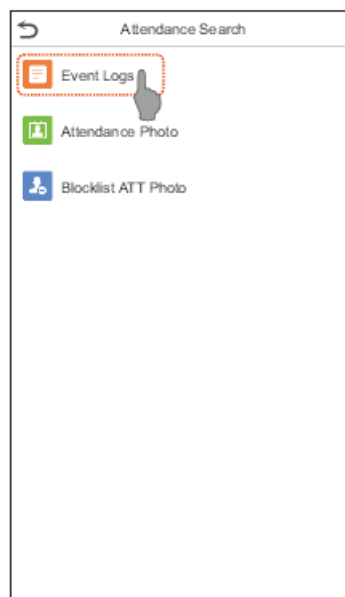 Attendance Search
Event Logs
Attendance Photo
Blocklist ATT Photo